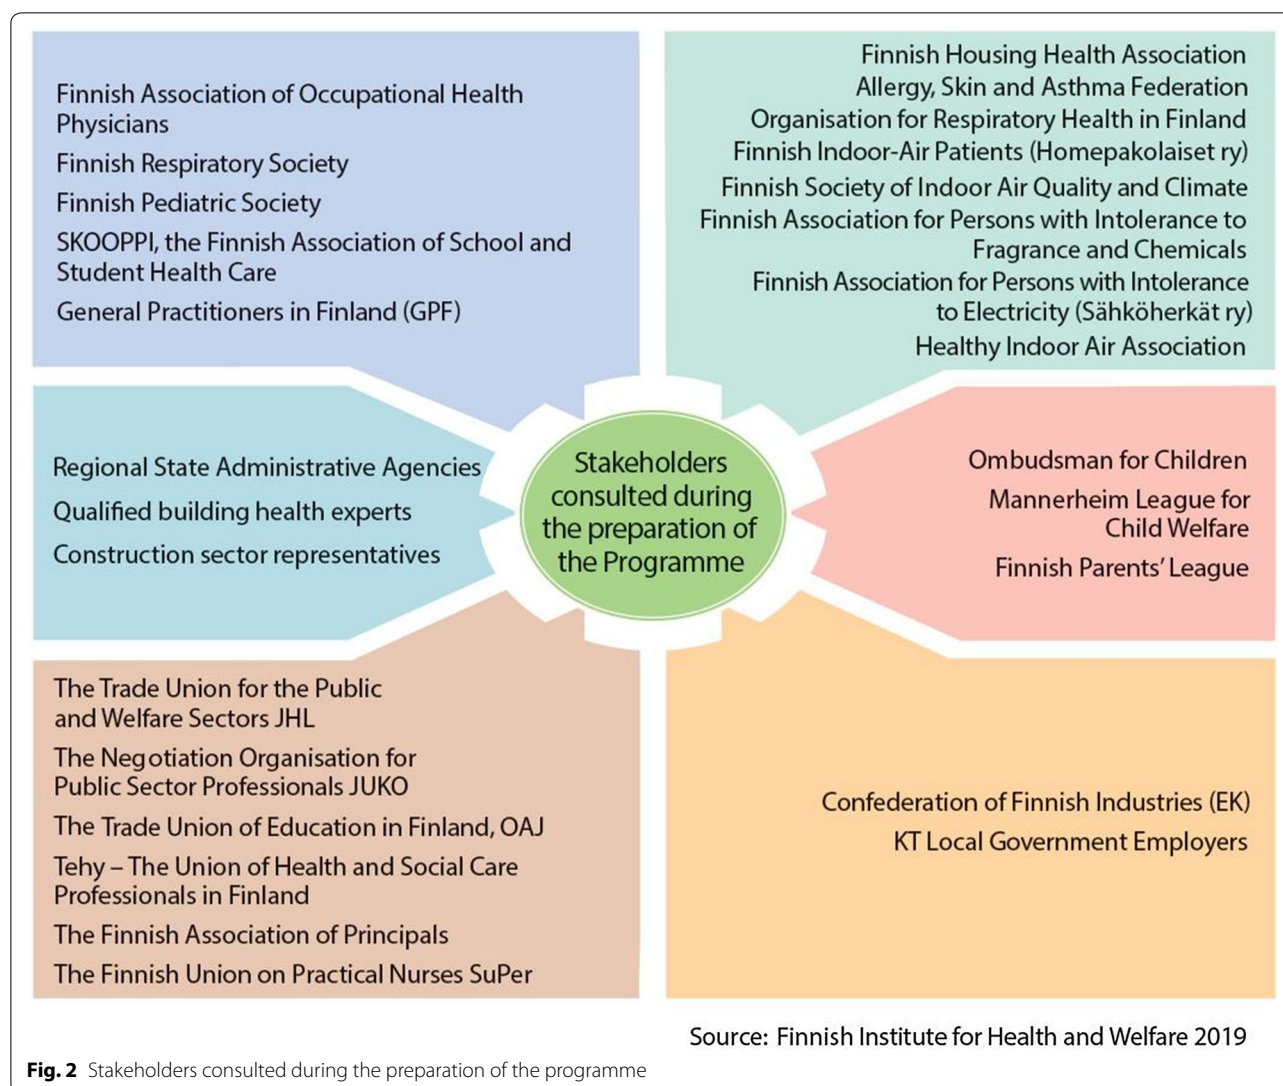 Finnish Association of Occupational Health
Physicians
Finnish Respiratory Society
Finnish Pediatric Society
SKOOPPI, the Finnish Association of School and
Student Health Care
General Practitioners in Finland (GPF)
Finnish Housing Health Association
Allergy, Skin and Asthma Federation
Organisation for Respiratory Health in Finland
Finnish Indoor-Air Patients (Homepakolaiset ry)
Finnish Society of Indoor Air Quality and Climate
Finnish Association for Persons with Intolerance to
Fragrance and Chemicals
Finnish Association for Persons with Intolerance
to Electricity (Sähköherkät ry)
Healthy Indoor Air Association
Regional State Administrative Agencies
Qualified building health experts
Construction sector representatives
Stakeholders
consulted during
the preparation of
the Programme
Ombudsman for Children
Mannerheim League for
Child Welfare
Finnish Parents’ League
The Trade Union for the Public
and Welfare Sectors JHL
The Negotiation Organisation for
Public Sector Professionals JUKO
The Trade Union of Education in Finland, OAJ
Tehy – The Union of Health and Social Care
Professionals in Finland
The Finnish Association of Principals
The Finnish Union on Practical Nurses SuPer
Confederation of Finnish Industries (EK)
KT Local Government Employers
Source: Finnish Institute for Health and Welfare 2019
Fig. 2 Stakeholders consulted during the preparation of the programme